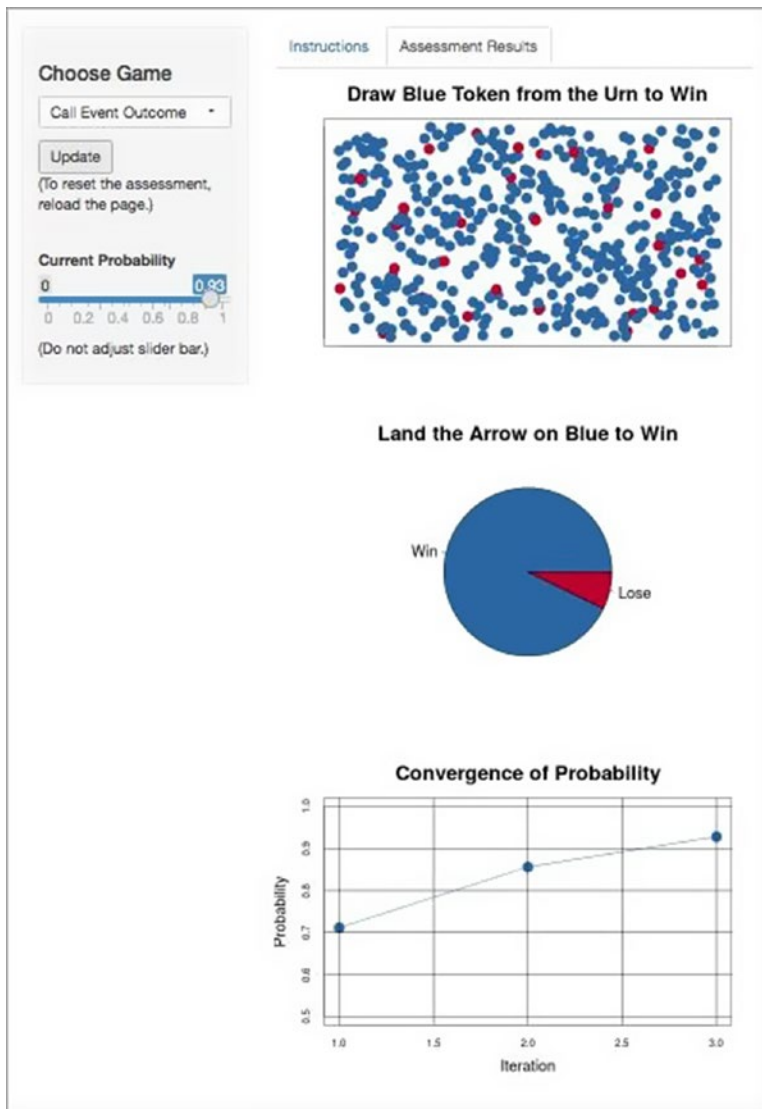 Instructions
Assessment Results
Choose Game
Call Event Outcome
Update
(To reset the assessment,
reload the page.)
Current Probability
0
0.93
0 0.2 0.4 0.6 0.8 1
(Do not adjust slider bar.)
Draw Blue Token from the Urn to Win
Land the Arrow on Blue to Win
Win
Lose
Convergence of Probability
Probability
1.0
0.9
0.8
0.7
0.6
0.5
1.0 1.5 2.0 2.5 3.0
Iteration